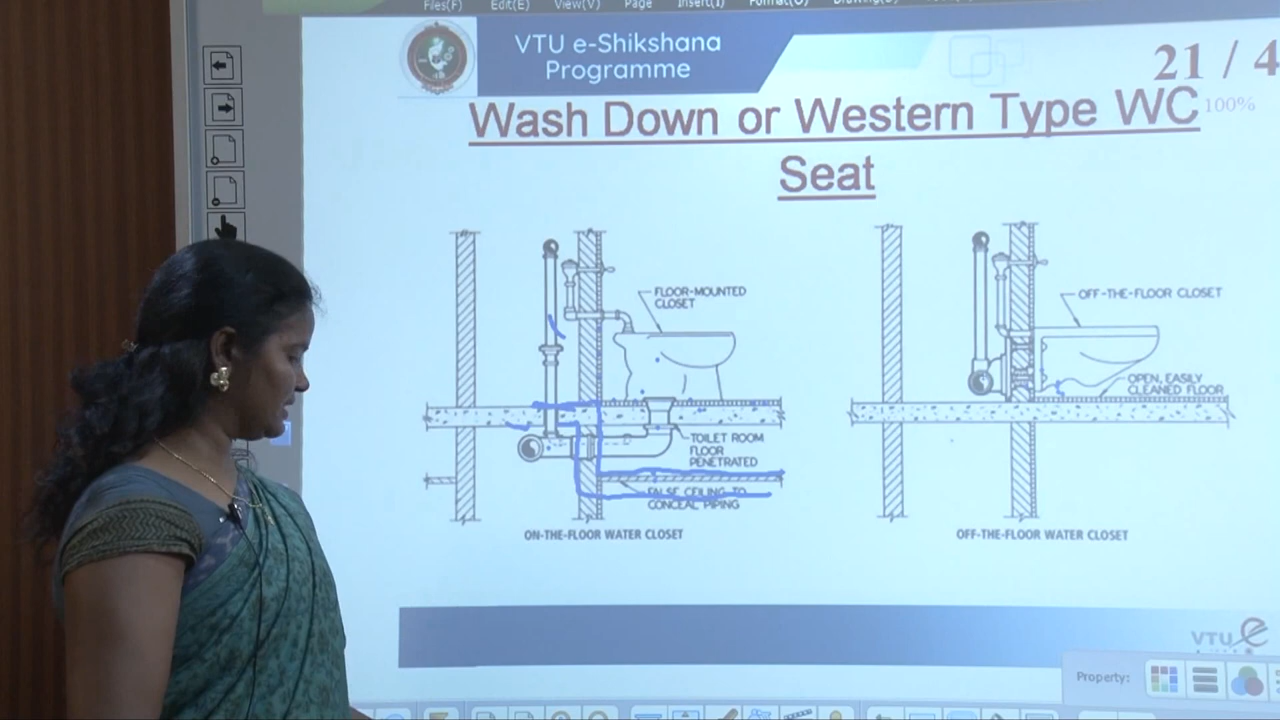 Files(F) Edit(E) View(V) Page Insert(I) Format(O)
VTU e-Shikshana
Programme
21 / 4
100%
Wash Down or Western Type WC
Seat
FLOOR-MOUNTED
CLOSET
TOILET ROOM
FLOOR
PENETRATED
FALSE CEILING TO
CONCEAL PIPING
ON-THE-FLOOR WATER CLOSET
OFF-THE-FLOOR CLOSET
OPEN, EASILY
CLEANED FLOOR
OFF-THE-FLOOR WATER CLOSET
VTU e
Property: